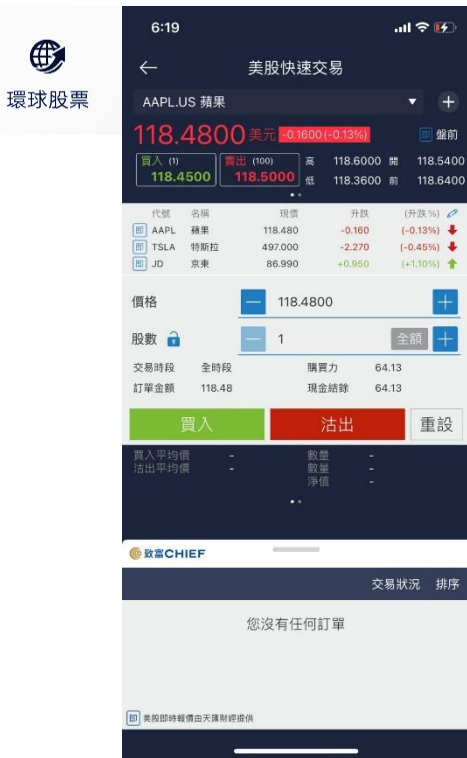 環球股票
6:19
美股快速交易
AAPL.US 蘋果
118.4800 美元 -0.1600(-0.13%) 即 盤前
買入 (1) 賣出 (100) 高 118.6000 開 118.5400
118.4500 118.5000 低 118.3600 前 118.6400
代號 名稱 現價 升跌 (升跌%)
即 AAPL 蘋果 118.480 -0.160 (-0.13%)
即 TSLA 特斯拉 497.000 -2.270 (-0.45%)
即 JD 京東 86.990 +0.950 (+1.10%)
價格 118.4800
股數 1 全額
交易時段 全時段 購買力 64.13
訂單金額 118.48 現金結餘 64.13
買入 沽出 重設
買入平均價 - 數量 -
沽出平均價 - 數量 -
淨值 -
致富CHIEF
交易狀況 排序
您沒有任何訂單
即 美股即時報價由天滙財經提供